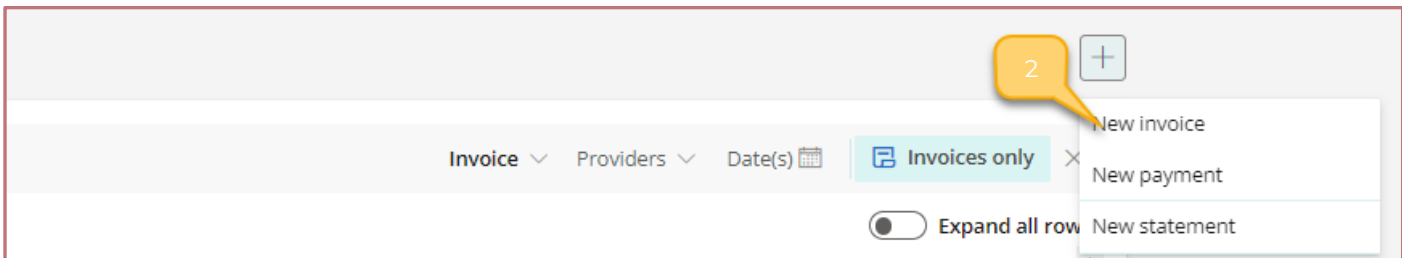 2
New invoice
Invoice Providers Date(s) Invoices only
New payment
Expand all row
New statement